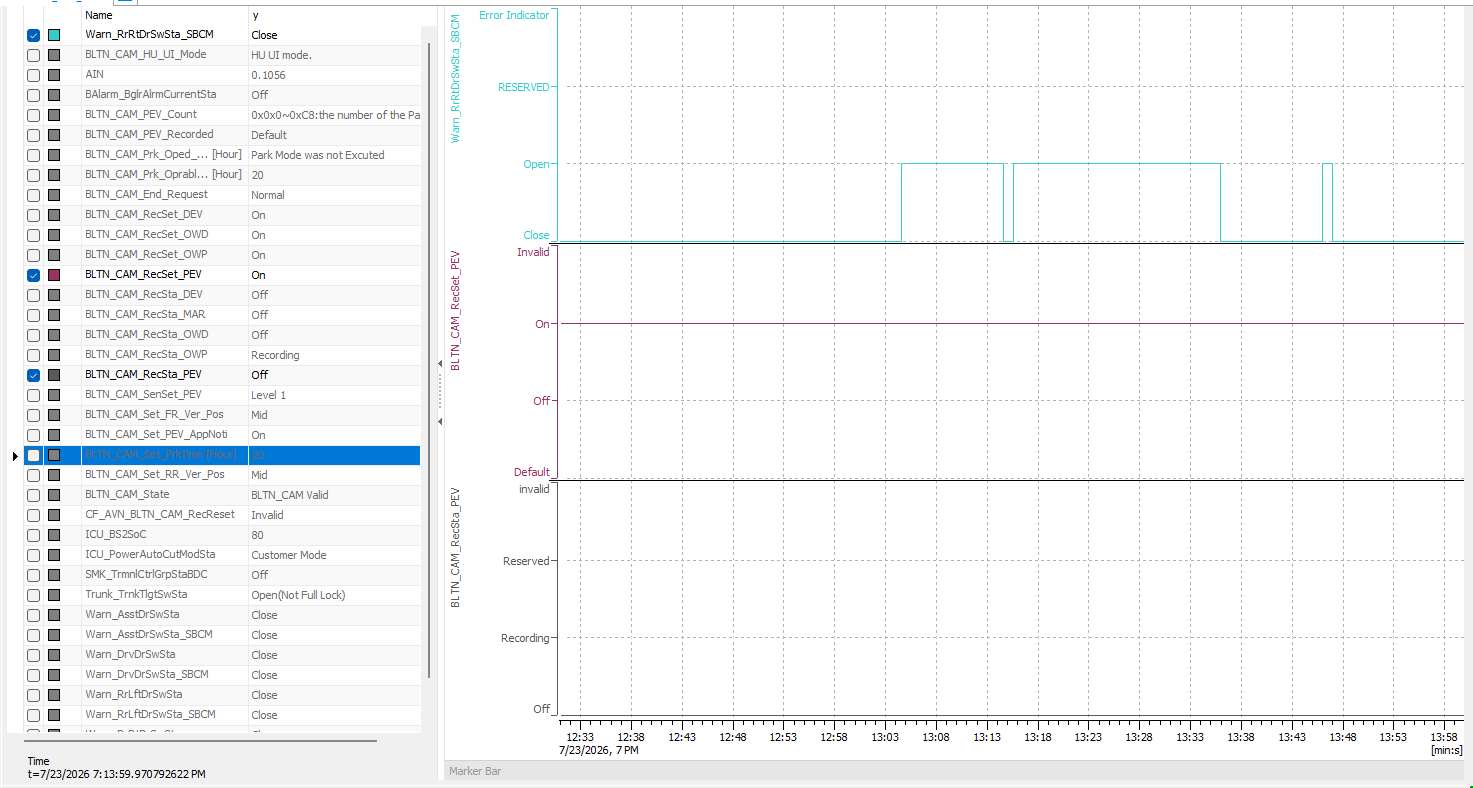 Name y
Warn_RrRtDrSwSta_SBCM Close
BLTN_CAM_HU_UI_Mode HU UI mode.
AIN 0.1056
BAlarm_BglrAlrmCurrentSta Off
BLTN_CAM_PEV_Count 0x0x0~0xC8:the number of the Pa
BLTN_CAM_PEV_Recorded Default
BLTN_CAM_Prk_Oped_... [Hour] Park Mode was not Excuted
BLTN_CAM_Prk_Oprabl... [Hour] 20
BLTN_CAM_End_Request Normal
BLTN_CAM_RecSet_DEV On
BLTN_CAM_RecSet_OWD On
BLTN_CAM_RecSet_OWP On
BLTN_CAM_RecSet_PEV On
BLTN_CAM_RecSta_DEV Off
BLTN_CAM_RecSta_MAR Off
BLTN_CAM_RecSta_OWD Off
BLTN_CAM_RecSta_OWP Recording
BLTN_CAM_RecSta_PEV Off
BLTN_CAM_SenSet_PEV Level 1
BLTN_CAM_Set_FR_Ver_Pos Mid
BLTN_CAM_Set_PEV_AppNoti On
BLTN_CAM_Set_PrkTime [Hour] 20
BLTN_CAM_Set_RR_Ver_Pos Mid
BLTN_CAM_State BLTN_CAM Valid
CF_AVN_BLTN_CAM_RecReset Invalid
ICU_BS2SoC 80
ICU_PowerAutoCutModSta Customer Mode
SMK_TrmnlCtrlGrpStaBDC Off
Trunk_TrnkTlgtSwSta Open(Not Full Lock)
Warn_AsstDrSwSta Close
Warn_AsstDrSwSta_SBCM Close
Warn_DrvDrSwSta Close
Warn_DrvDrSwSta_SBCM Close
Warn_RrLftDrSwSta Close
Warn_RrLftDrSwSta_SBCM Close
Time
t=7/23/2026 7:13:59.970792622 PM
Warn_RrRtDrSwSta_SBCM
Error Indicator
RESERVED
Open
Close
BLTN_CAM_RecSet_PEV
Invalid
On
Off
Default
BLTN_CAM_RecSta_PEV
invalid
Reserved
Recording
Off
12:33 12:38 12:43 12:48 12:53 12:58 13:03 13:08 13:13 13:18 13:23 13:28 13:33 13:38 13:43 13:48 13:53 13:58
7/23/2026, 7 PM [min:s]
Marker Bar